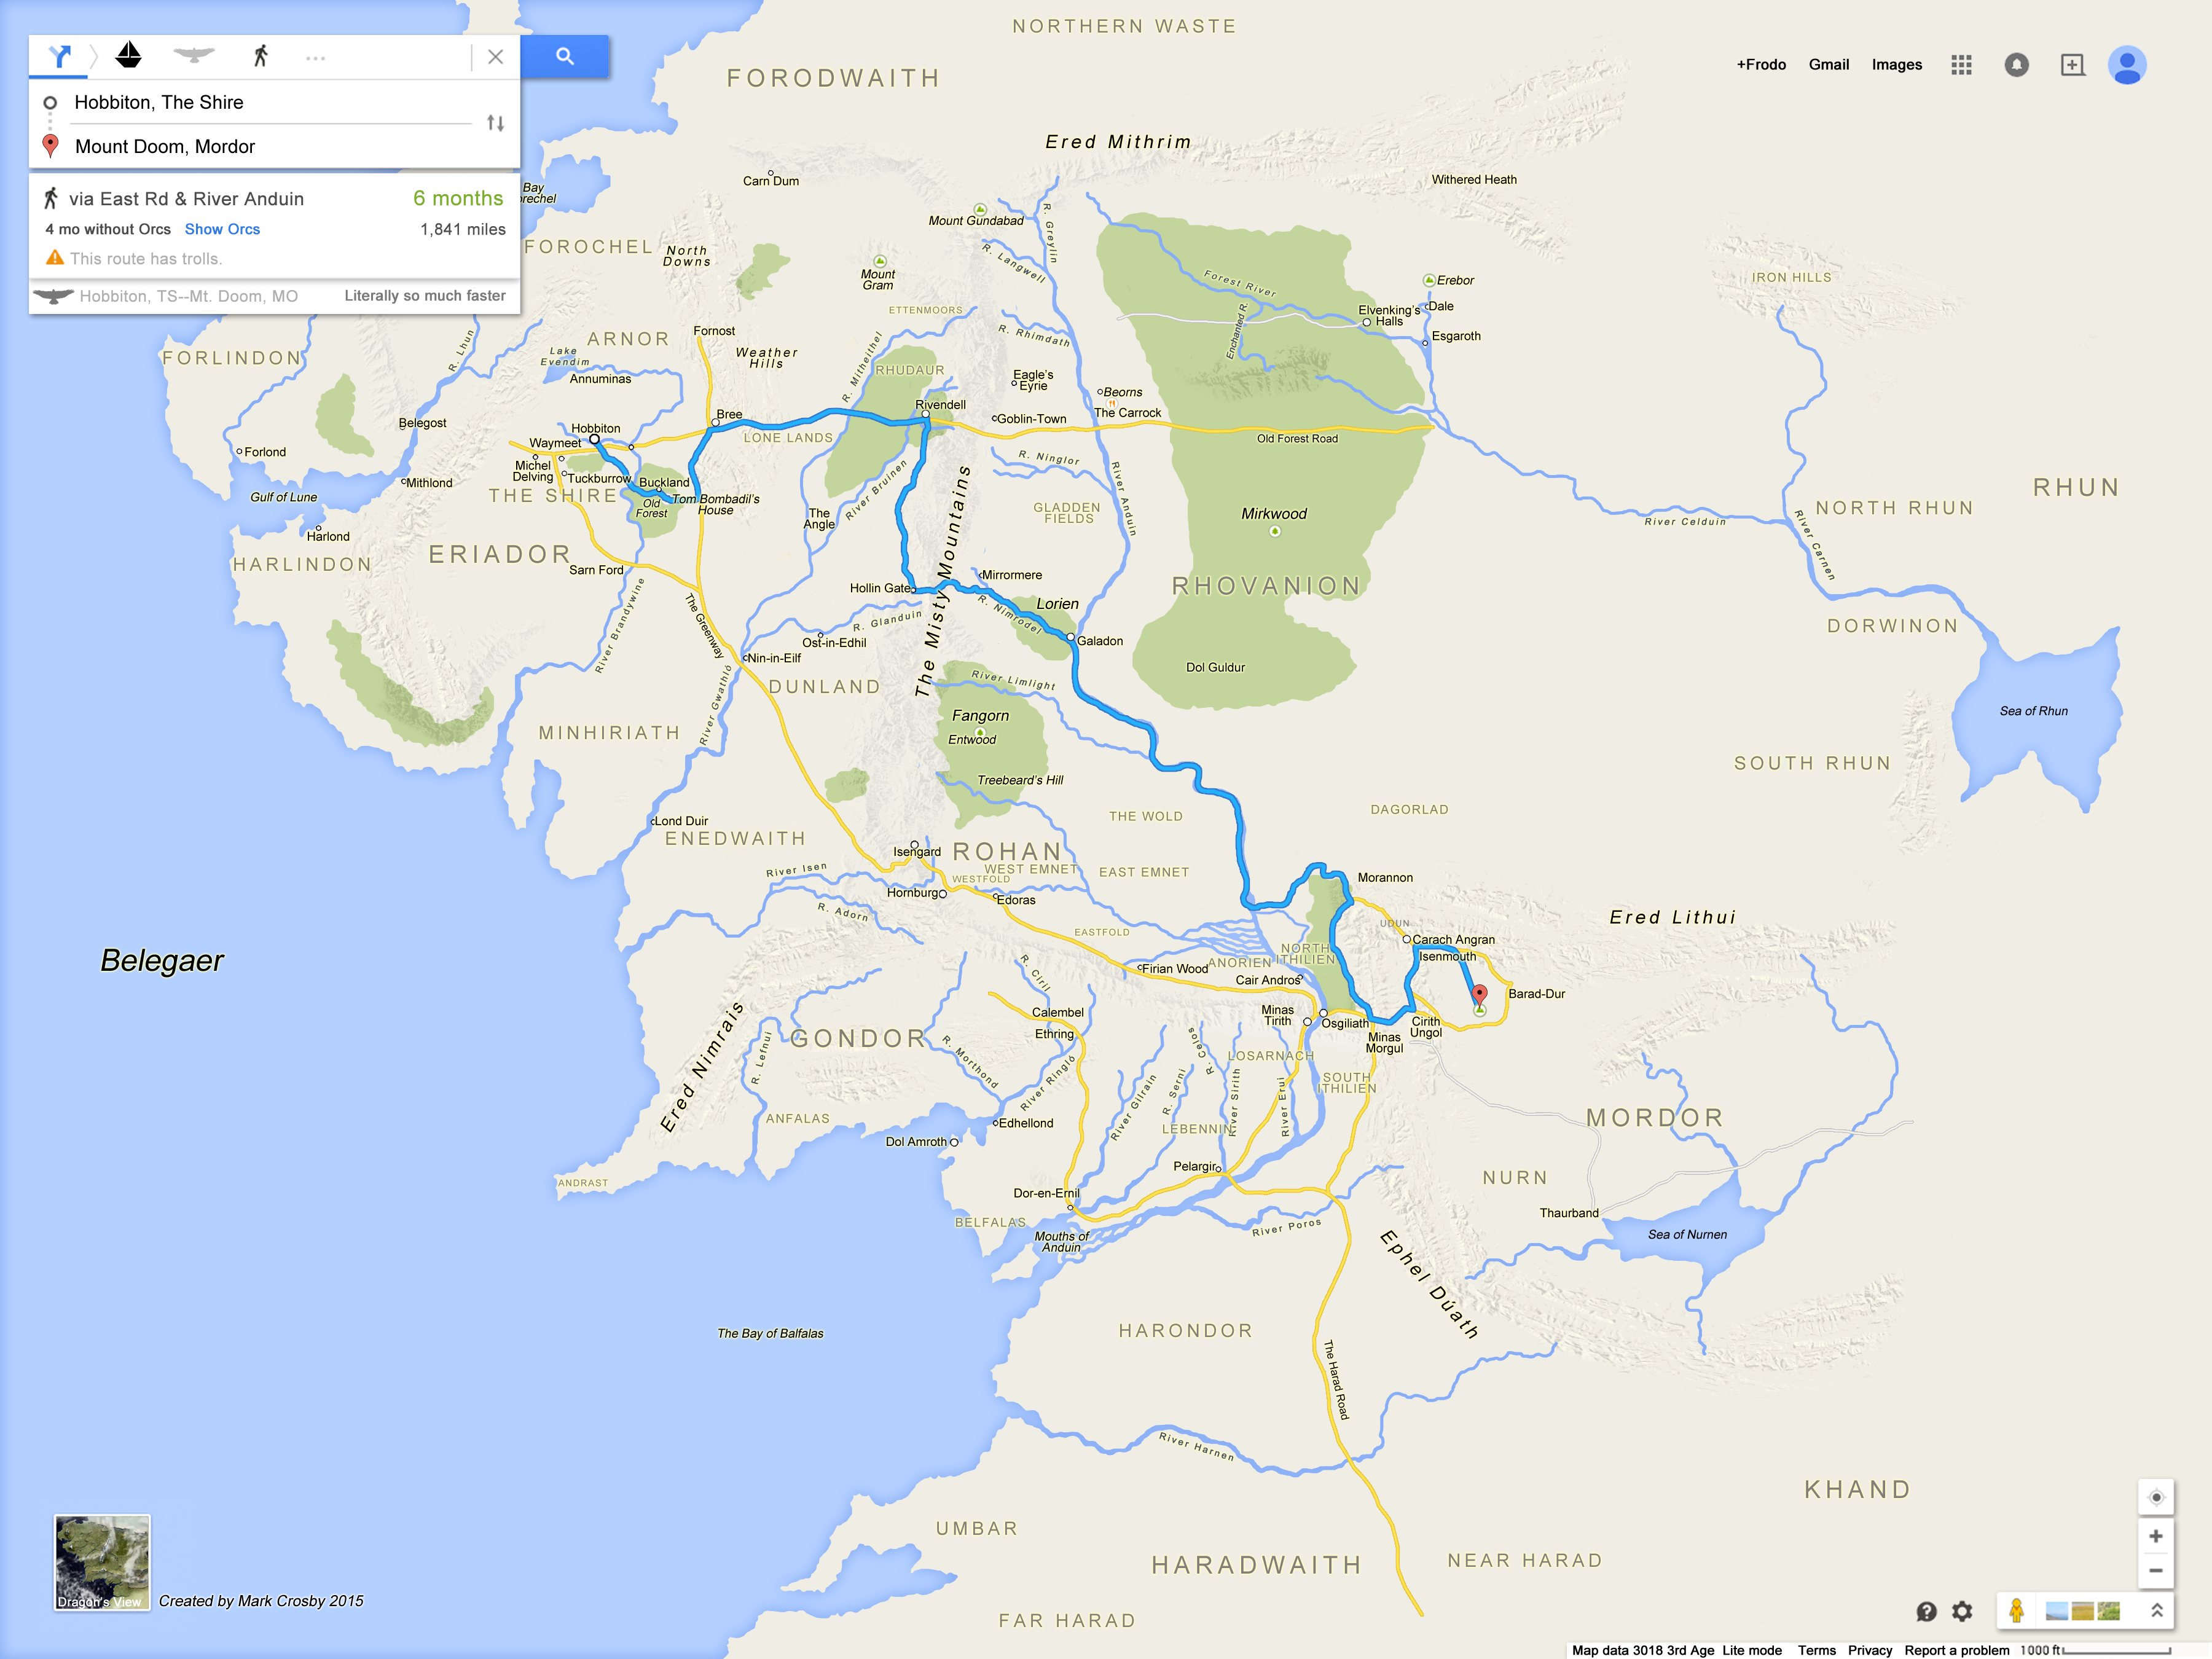 Hobbiton, The Shire
Mount Doom, Mordor
via East Rd & River Anduin
6 months
4 mo without Orcs
Show Orcs
1,841 miles
This route has trolls.
Hobbiton, TS--Mt. Doom, MO
Literally so much faster
+Frodo
Gmail
Images
NORTHERN WASTE
FORODWAITH
Ered Mithrim
Carn Dum
Withered Heath
Bay
Mount Gundabad
R. Greylin
FOROCHEL
North
Downs
R. Langwell
Mount
Gram
Forest River
Erebor
IRON HILLS
ETTENMOORS
Elvenking's
Halls
Dale
Enchanted R.
Esgaroth
ARNOR
Fornost
R. Rhimdath
FORLINDON
R. Lhun
Lake
Evendim
Weather
Hills
R. Mitheithel
RHUDAUR
Annuminas
Eagle's
Eyrie
Beorns
The Carrock
Rivendell
Goblin-Town
Bree
Belegost
Hobbiton
Waymeet
LONE LANDS
Old Forest Road
Forlond
Michel
Delving
Tuckburrow
Buckland
R. Ninglor
River Anduin
River Bruinen
Mithlond
Gulf of Lune
THE SHIRE
Old
Forest
Tom Bombadil's
House
The
Angle
GLADDEN
FIELDS
Mirkwood
RHUN
NORTH RHUN
River Celduin
River Carnen
Harlond
HARLINDON
ERIADOR
Sarn Ford
The Misty Mountains
Mirrormere
Hollin Gate
RHOVANION
Lorien
R. Nimrodel
River Brandywine
The Greenway
R. Glanduin
Ost-in-Edhil
Galadon
DORWINON
Nin-in-Eilf
Dol Guldur
DUNLAND
River Limlight
River Gwathló
Fangorn
Entwood
Sea of Rhun
MINHIRIATH
SOUTH RHUN
Treebeard's Hill
THE WOLD
DAGORLAD
Lond Duir
ENEDWAITH
Isengard
ROHAN
WEST EMNET
EAST EMNET
River Isen
WESTFOLD
Morannon
Hornburg
Edoras
R. Adorn
Ered Lithui
UDUN
EASTFOLD
Carach Angran
Isenmouth
NORTH
ITHILIEN
Belegaer
Firian Wood
ANORIEN
Cair Andros
R. Ciril
Barad-Dur
Calembel
Minas
Tirith
Osgiliath
Cirith
Ungol
Ethring
GONDOR
Minas
Morgul
R. Lefnui
R. Morthond
River Ringló
R. Celos
LOSARNACH
Ered Nimrais
SOUTH
ITHILIEN
River Gilrain
R. Serni
River Sirith
River Erui
ANFALAS
MORDOR
Edhellond
LEBENNIN
Dol Amroth
Pelargir
NURN
ANDRAST
Dor-en-Ernil
Thaurband
BELFALAS
River Poros
Sea of Nurnen
Mouths of
Anduin
Ephel Dúath
The Bay of Balfalas
HARONDOR
The Harad Road
River Harnen
KHAND
UMBAR
HARADWAITH
NEAR HARAD
FAR HARAD
Dragon's View
Created by Mark Crosby 2015
Map data 3018 3rd Age
Lite mode
Terms
Privacy
Report a problem
1000 ft